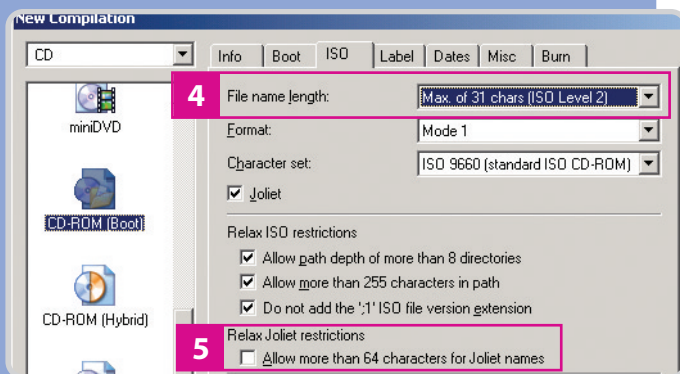 New Compilation
CD
Info Boot ISO Label Dates Misc Burn
4 File name length: Max. of 31 chars (ISO Level 2)
miniDVD
Format: Mode 1
Character set: ISO 9660 (standard ISO CD-ROM)
Joliet
CD-ROM (Boot)
Relax ISO restrictions
Allow path depth of more than 8 directories
Allow more than 255 characters in path
Do not add the ';1' ISO file version extension
CD-ROM (Hybrid)
5 Relax Joliet restrictions
Allow more than 64 characters for Joliet names